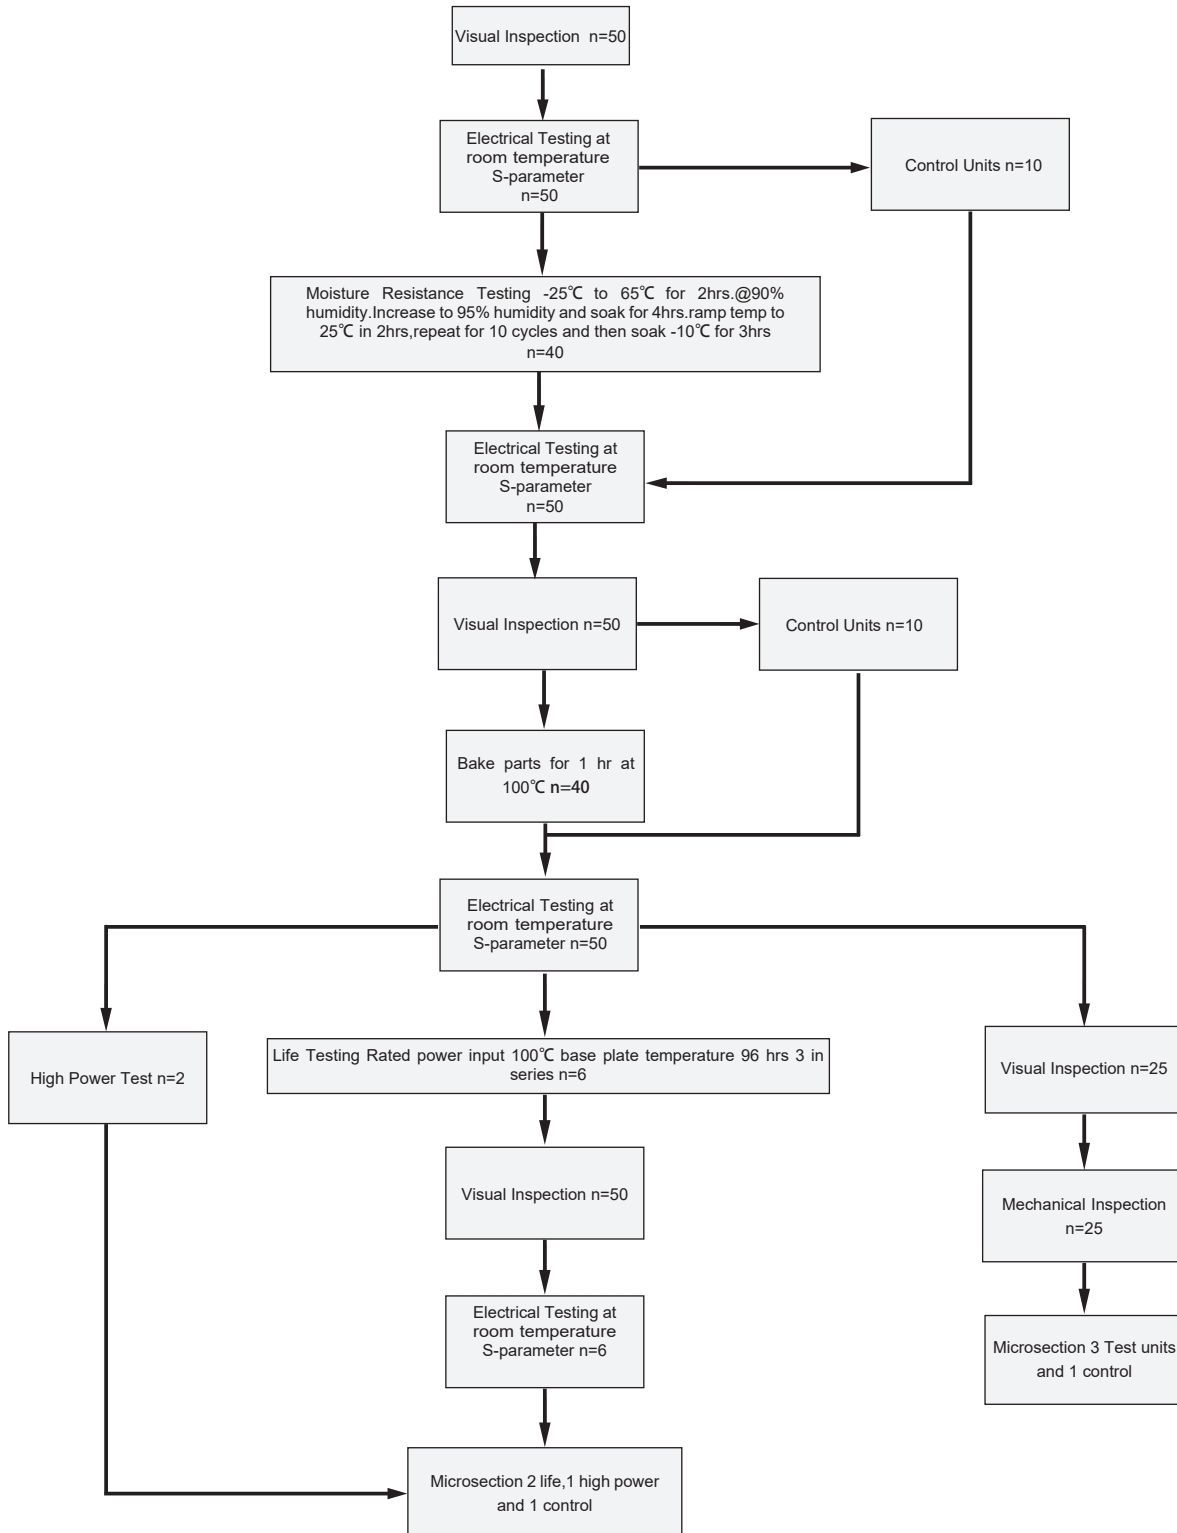 Visual Inspection n=50
Electrical Testing at
room temperature
S-parameter
n=50
Control Units n=10
Moisture Resistance Testing -25℃ to 65℃ for 2hrs.@90%
humidity.Increase to 95% humidity and soak for 4hrs.ramp temp to
25℃ in 2hrs,repeat for 10 cycles and then soak -10℃ for 3hrs
n=40
Electrical Testing at
room temperature
S-parameter
n=50
Visual Inspection n=50
Control Units n=10
Bake parts for 1 hr at
100℃ n=40
Electrical Testing at
room temperature
S-parameter n=50
High Power Test n=2
Life Testing Rated power input 100℃ base plate temperature 96 hrs 3 in
series n=6
Visual Inspection n=25
Visual Inspection n=50
Mechanical Inspection
n=25
Electrical Testing at
room temperature
S-parameter n=6
Microsection 3 Test units
and 1 control
Microsection 2 life,1 high power
and 1 control